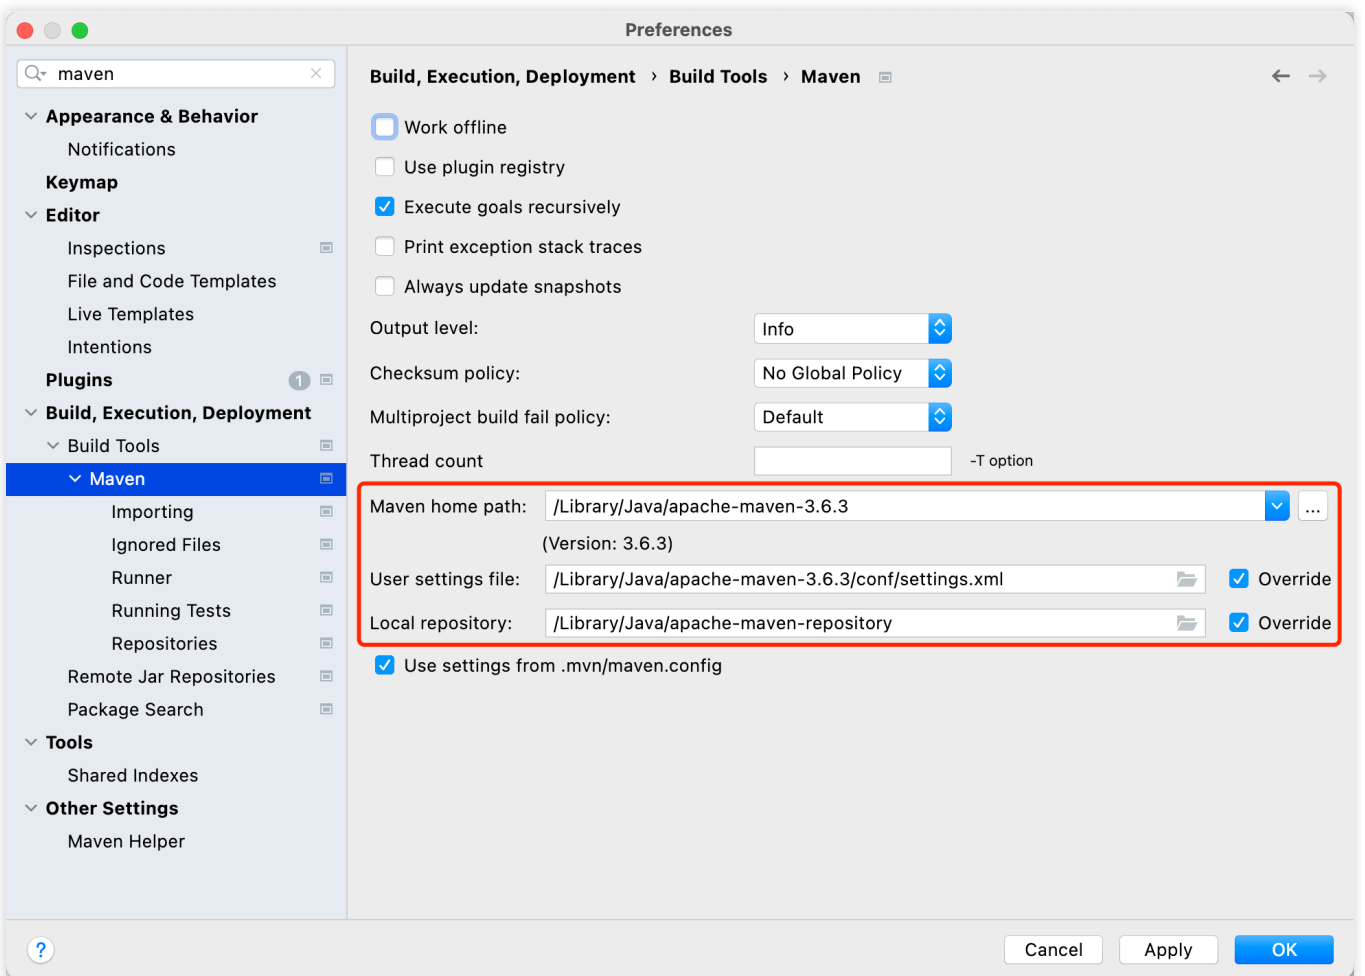 Preferences
maven
Appearance & Behavior
Notifications
Keymap
Editor
Inspections
File and Code Templates
Live Templates
Intentions
Plugins 1
Build, Execution, Deployment
Build Tools
Maven
Importing
Ignored Files
Runner
Running Tests
Repositories
Remote Jar Repositories
Package Search
Tools
Shared Indexes
Other Settings
Maven Helper
Build, Execution, Deployment › Build Tools › Maven
Work offline
Use plugin registry
Execute goals recursively
Print exception stack traces
Always update snapshots
Output level: Info
Checksum policy: No Global Policy
Multiproject build fail policy: Default
Thread count -T option
Maven home path: /Library/Java/apache-maven-3.6.3 ...
(Version: 3.6.3)
User settings file: /Library/Java/apache-maven-3.6.3/conf/settings.xml Override
Local repository: /Library/Java/apache-maven-repository Override
Use settings from .mvn/maven.config
? Cancel Apply OK